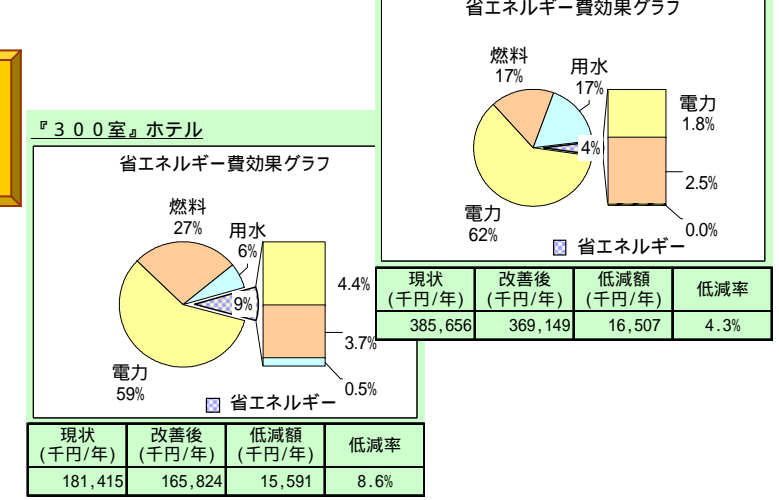 省エネルギー費効果グラフ
燃料
17%
用水
17%
4%
電力
1.8%
2.5%
0.0%
電力
62%
省エネルギー
現状
(千円/年)
改善後
(千円/年)
低減額
(千円/年)
低減率
385,656
369,149
16,507
4.3%
『300室』ホテル
省エネルギー費効果グラフ
燃料
27%
用水
6%
9%
4.4%
3.7%
0.5%
電力
59%
省エネルギー
現状
(千円/年)
改善後
(千円/年)
低減額
(千円/年)
低減率
181,415
165,824
15,591
8.6%